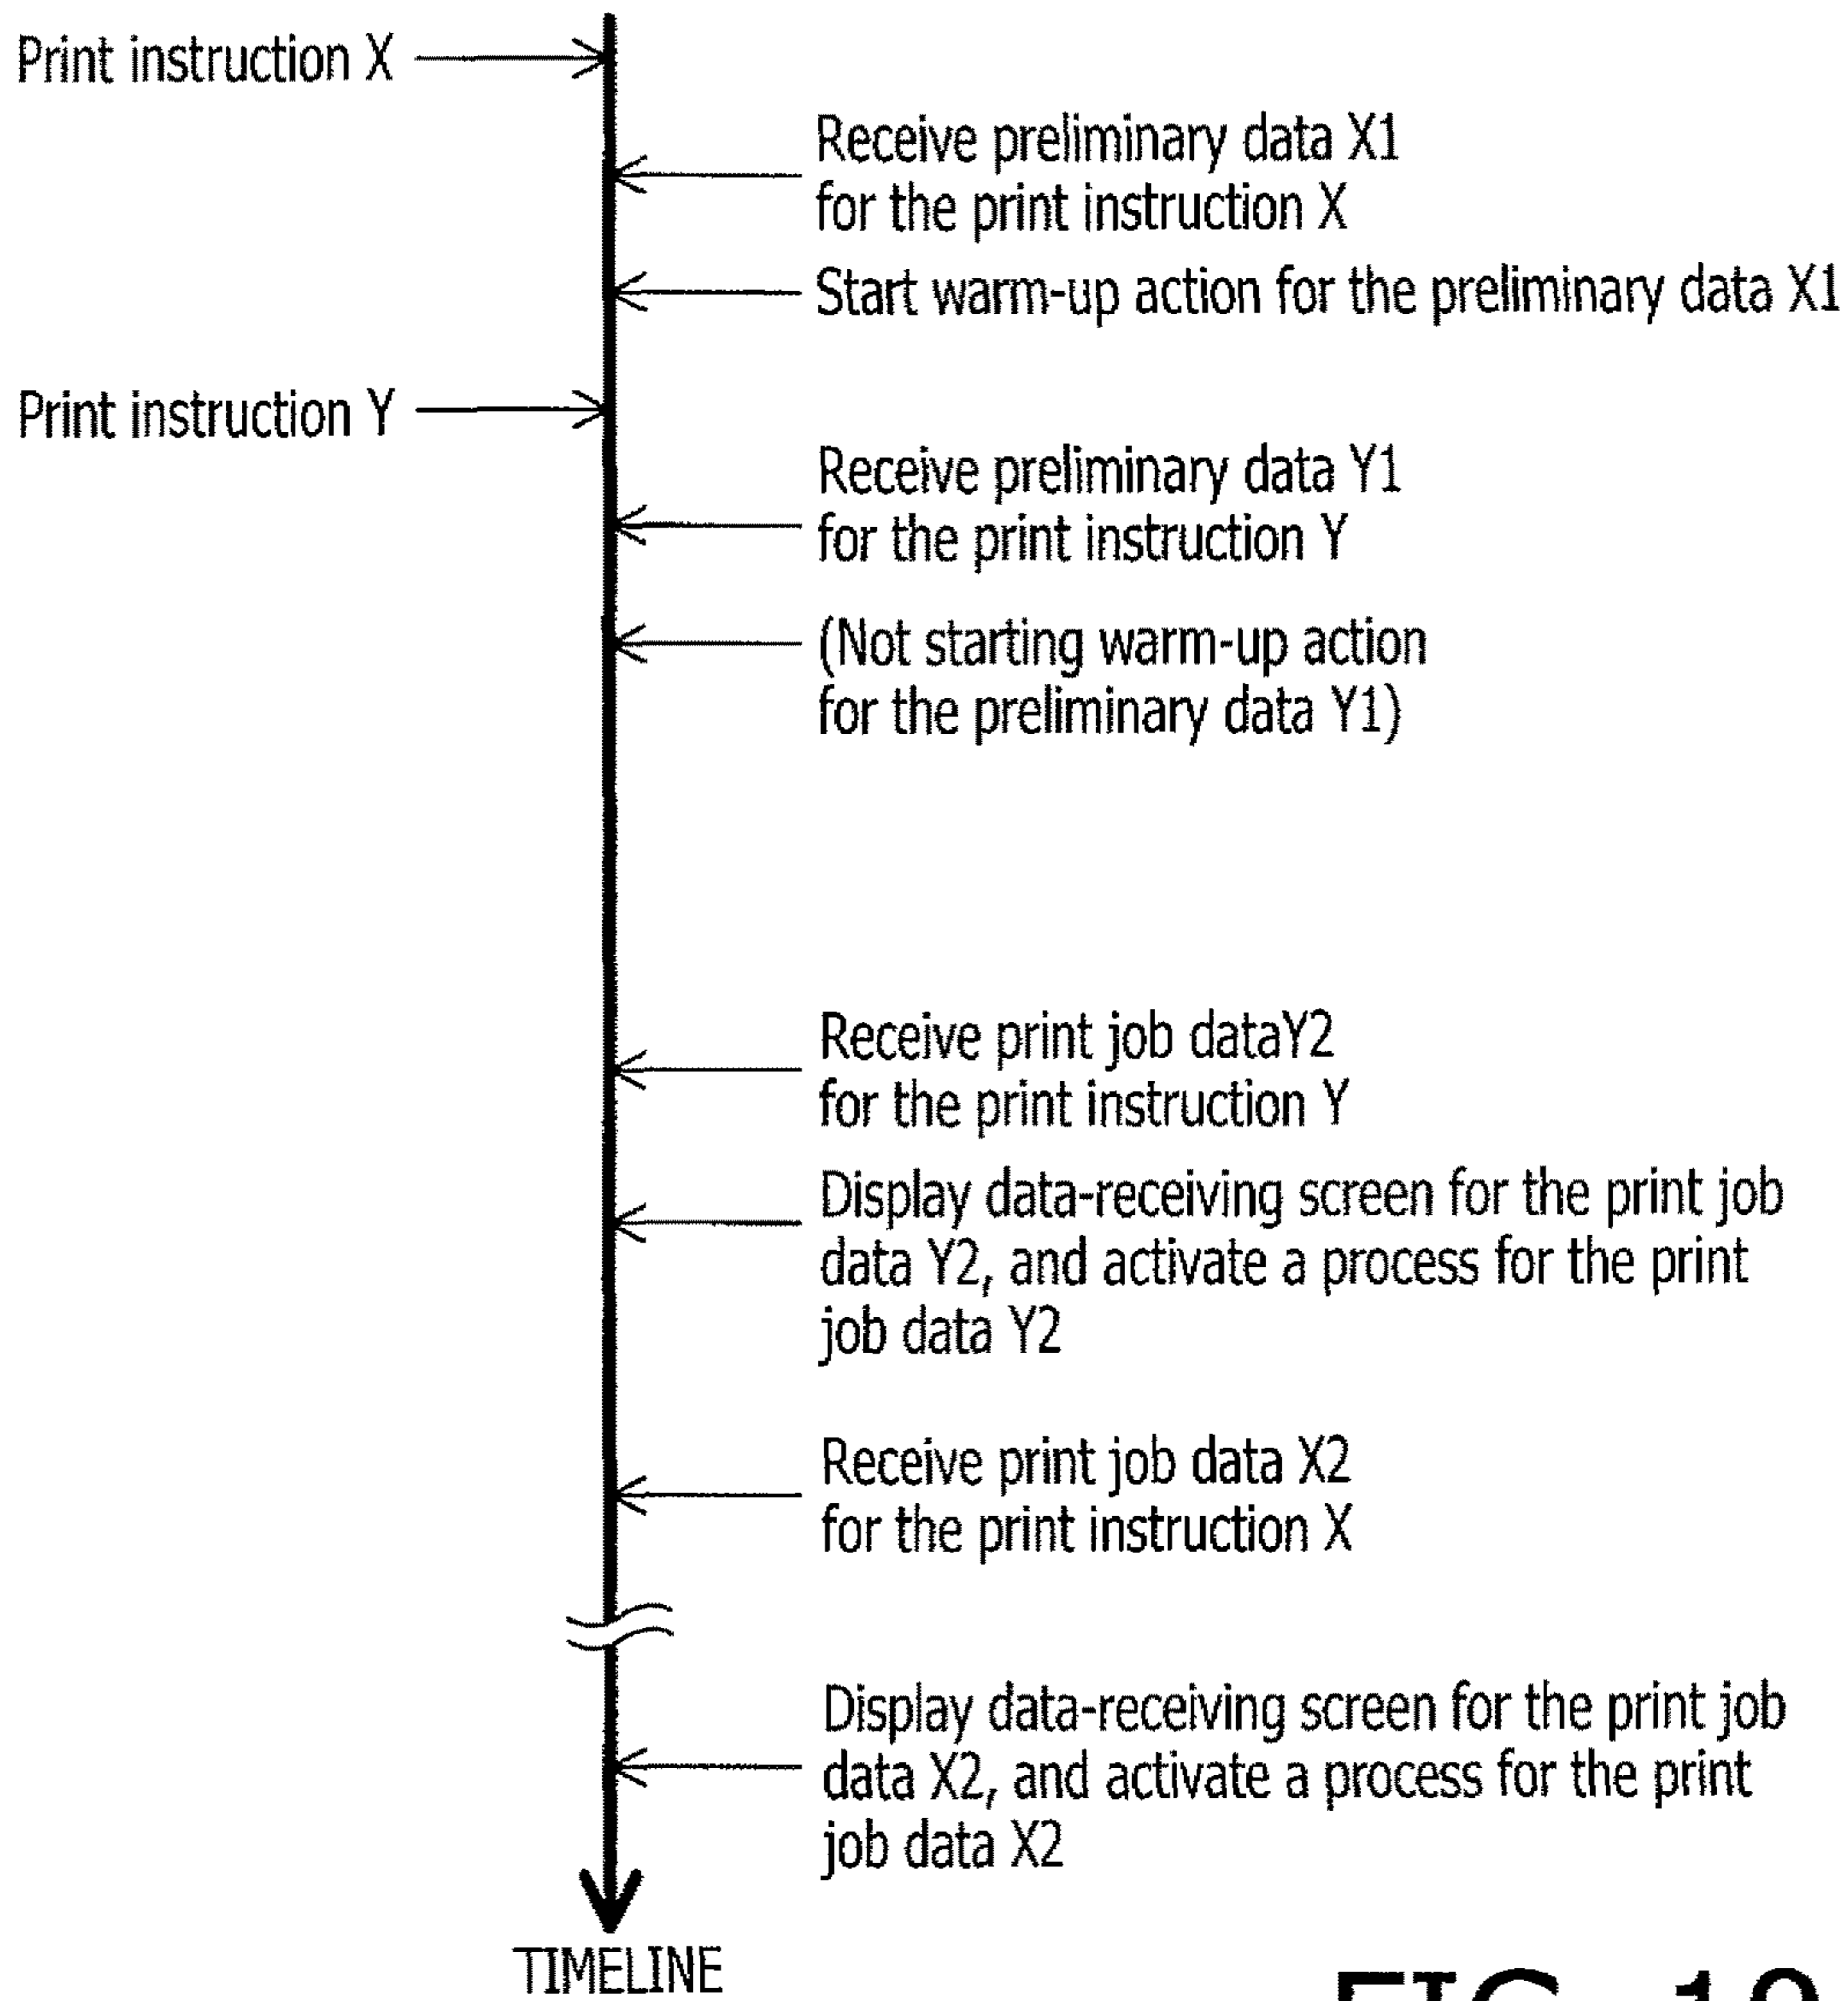 Print instruction X
Receive preliminary data X1
for the print instruction X
Start warm-up action for the preliminary data X1
Print instruction Y
Receive preliminary data Y1
for the print instruction Y
(Not starting warm-up action
for the preliminary data Y1)
Receive print job dataY2
for the print instruction Y
Display data-receiving screen for the print job
data Y2, and activate a process for the print
job data Y2
Receive print job data X2
for the print instruction X
Display data-receiving screen for the print job
data X2, and activate a process for the print
job data X2
TIMELINE